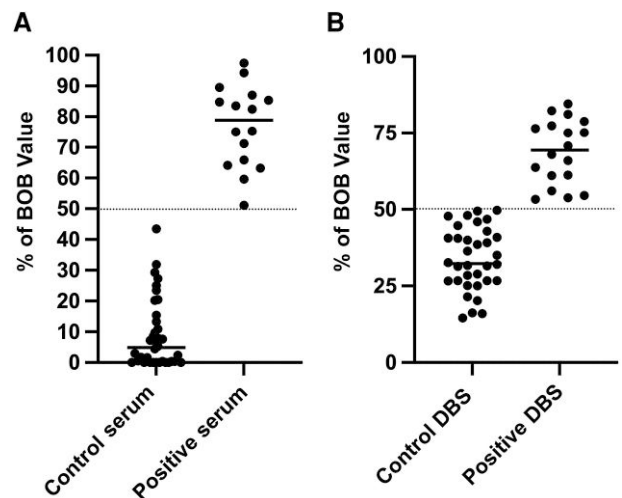 A
% of BOB Value
100
90
80
70
60
50
40
30
20
10
0
Control serum
Positive serum
B
% of BOB Value
100
75
50
25
0
Control DBS
Positive DBS